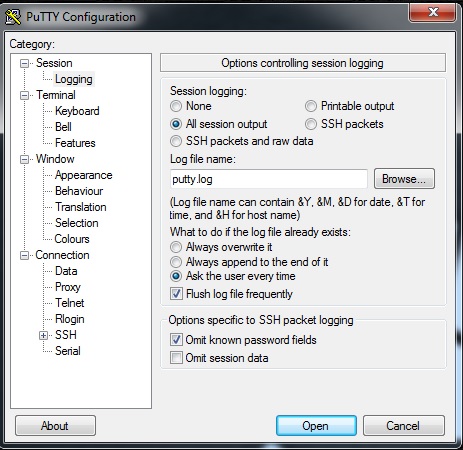 PuTTY Configuration
Category:
Session
Logging
Terminal
Keyboard
Bell
Features
Window
Appearance
Behaviour
Translation
Selection
Colours
Connection
Data
Proxy
Telnet
Rlogin
SSH
Serial
Options controlling session logging
Session logging:
None
Printable output
All session output
SSH packets
SSH packets and raw data
Log file name:
putty.log
Browse...
(Log file name can contain &Y, &M, &D for date, &T for
time, and &H for host name)
What to do if the log file already exists:
Always overwrite it
Always append to the end of it
Ask the user every time
Flush log file frequently
Options specific to SSH packet logging
Omit known password fields
Omit session data
About
Open
Cancel